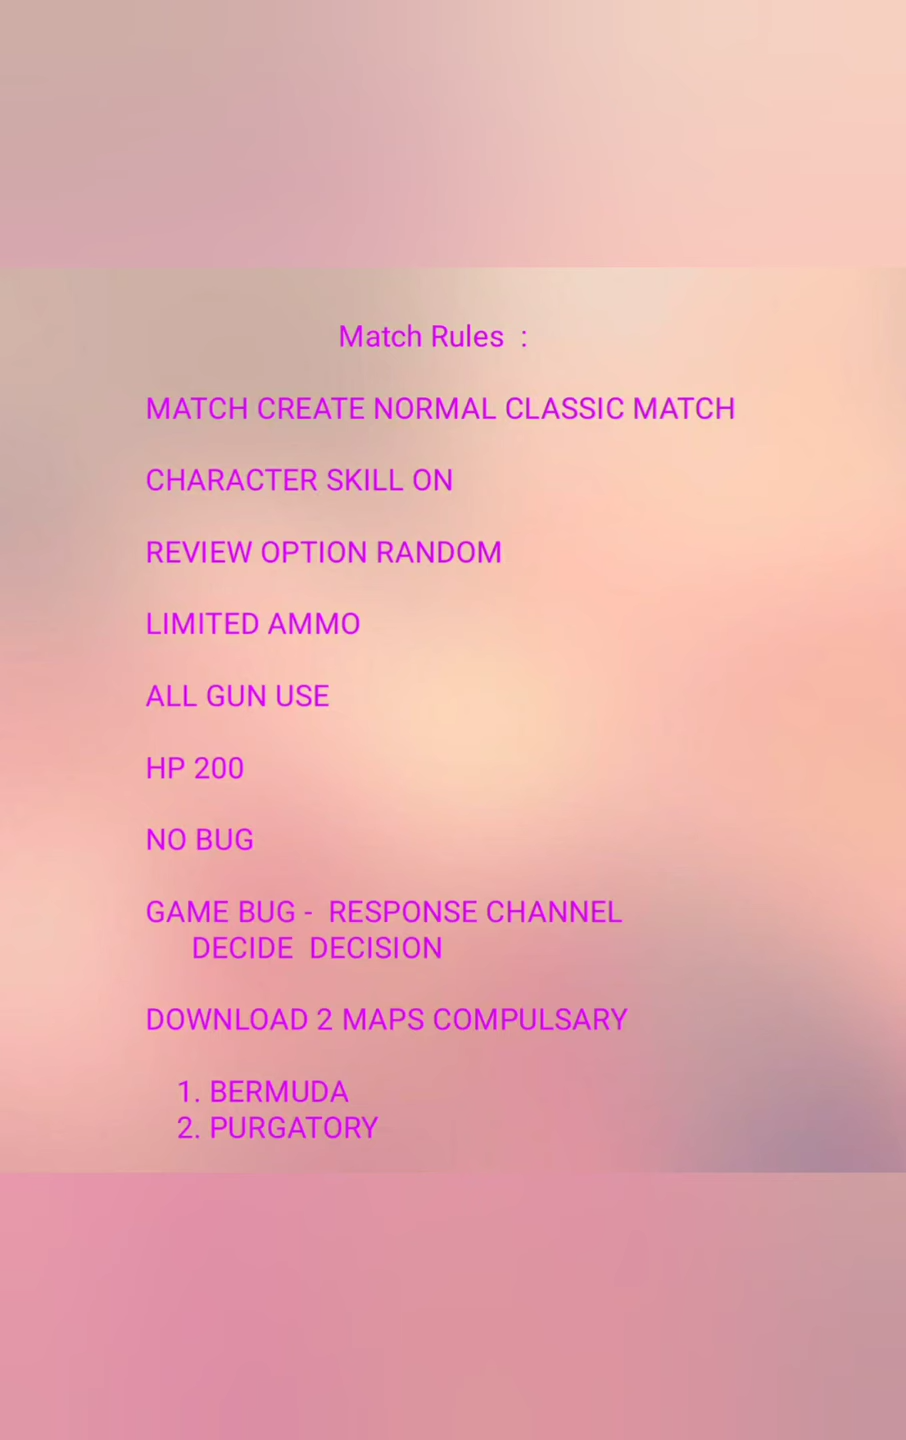 Match Rules  :
MATCH CREATE NORMAL CLASSIC MATCH
CHARACTER SKILL ON
REVIEW OPTION RANDOM
LIMITED AMMO
ALL GUN USE
HP 200
NO BUG
GAME BUG -  RESPONSE CHANNEL
DECIDE  DECISION
DOWNLOAD 2 MAPS COMPULSARY
1. BERMUDA
2. PURGATORY